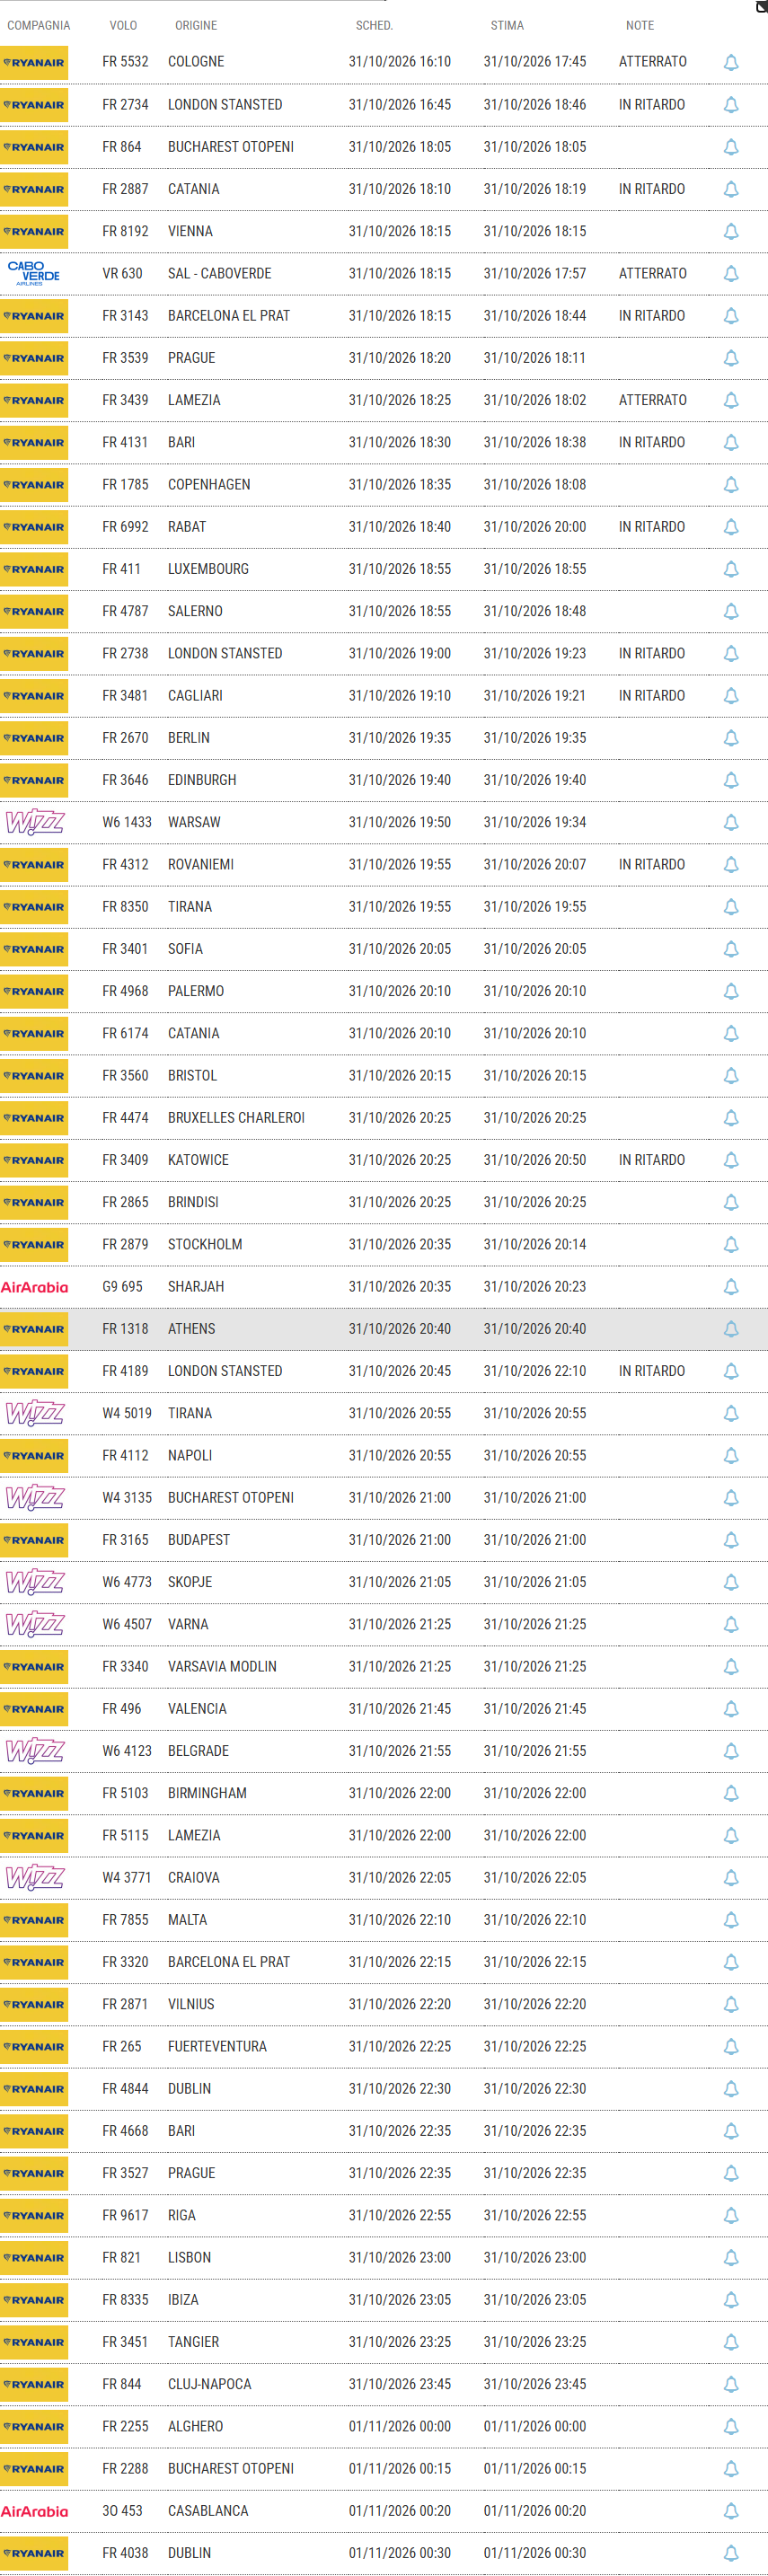 COMPAGNIA VOLO ORIGINE SCHED. STIMA NOTE
RYANAIR FR 5532 COLOGNE 31/10/2026 16:10 31/10/2026 17:45 ATTERRATO
RYANAIR FR 2734 LONDON STANSTED 31/10/2026 16:45 31/10/2026 18:46 IN RITARDO
RYANAIR FR 864 BUCHAREST OTOPENI 31/10/2026 18:05 31/10/2026 18:05
RYANAIR FR 2887 CATANIA 31/10/2026 18:10 31/10/2026 18:19 IN RITARDO
RYANAIR FR 8192 VIENNA 31/10/2026 18:15 31/10/2026 18:15
CABO VERDE AIRLINES VR 630 SAL - CABOVERDE 31/10/2026 18:15 31/10/2026 17:57 ATTERRATO
RYANAIR FR 3143 BARCELONA EL PRAT 31/10/2026 18:15 31/10/2026 18:44 IN RITARDO
RYANAIR FR 3539 PRAGUE 31/10/2026 18:20 31/10/2026 18:11
RYANAIR FR 3439 LAMEZIA 31/10/2026 18:25 31/10/2026 18:02 ATTERRATO
RYANAIR FR 4131 BARI 31/10/2026 18:30 31/10/2026 18:38 IN RITARDO
RYANAIR FR 1785 COPENHAGEN 31/10/2026 18:35 31/10/2026 18:08
RYANAIR FR 6992 RABAT 31/10/2026 18:40 31/10/2026 20:00 IN RITARDO
RYANAIR FR 411 LUXEMBOURG 31/10/2026 18:55 31/10/2026 18:55
RYANAIR FR 4787 SALERNO 31/10/2026 18:55 31/10/2026 18:48
RYANAIR FR 2738 LONDON STANSTED 31/10/2026 19:00 31/10/2026 19:23 IN RITARDO
RYANAIR FR 3481 CAGLIARI 31/10/2026 19:10 31/10/2026 19:21 IN RITARDO
RYANAIR FR 2670 BERLIN 31/10/2026 19:35 31/10/2026 19:35
RYANAIR FR 3646 EDINBURGH 31/10/2026 19:40 31/10/2026 19:40
WIZZ W6 1433 WARSAW 31/10/2026 19:50 31/10/2026 19:34
RYANAIR FR 4312 ROVANIEMI 31/10/2026 19:55 31/10/2026 20:07 IN RITARDO
RYANAIR FR 8350 TIRANA 31/10/2026 19:55 31/10/2026 19:55
RYANAIR FR 3401 SOFIA 31/10/2026 20:05 31/10/2026 20:05
RYANAIR FR 4968 PALERMO 31/10/2026 20:10 31/10/2026 20:10
RYANAIR FR 6174 CATANIA 31/10/2026 20:10 31/10/2026 20:10
RYANAIR FR 3560 BRISTOL 31/10/2026 20:15 31/10/2026 20:15
RYANAIR FR 4474 BRUXELLES CHARLEROI 31/10/2026 20:25 31/10/2026 20:25
RYANAIR FR 3409 KATOWICE 31/10/2026 20:25 31/10/2026 20:50 IN RITARDO
RYANAIR FR 2865 BRINDISI 31/10/2026 20:25 31/10/2026 20:25
RYANAIR FR 2879 STOCKHOLM 31/10/2026 20:35 31/10/2026 20:14
AirArabia G9 695 SHARJAH 31/10/2026 20:35 31/10/2026 20:23
RYANAIR FR 1318 ATHENS 31/10/2026 20:40 31/10/2026 20:40
RYANAIR FR 4189 LONDON STANSTED 31/10/2026 20:45 31/10/2026 22:10 IN RITARDO
WIZZ W4 5019 TIRANA 31/10/2026 20:55 31/10/2026 20:55
RYANAIR FR 4112 NAPOLI 31/10/2026 20:55 31/10/2026 20:55
WIZZ W4 3135 BUCHAREST OTOPENI 31/10/2026 21:00 31/10/2026 21:00
RYANAIR FR 3165 BUDAPEST 31/10/2026 21:00 31/10/2026 21:00
WIZZ W6 4773 SKOPJE 31/10/2026 21:05 31/10/2026 21:05
WIZZ W6 4507 VARNA 31/10/2026 21:25 31/10/2026 21:25
RYANAIR FR 3340 VARSAVIA MODLIN 31/10/2026 21:25 31/10/2026 21:25
RYANAIR FR 496 VALENCIA 31/10/2026 21:45 31/10/2026 21:45
WIZZ W6 4123 BELGRADE 31/10/2026 21:55 31/10/2026 21:55
RYANAIR FR 5103 BIRMINGHAM 31/10/2026 22:00 31/10/2026 22:00
RYANAIR FR 5115 LAMEZIA 31/10/2026 22:00 31/10/2026 22:00
WIZZ W4 3771 CRAIOVA 31/10/2026 22:05 31/10/2026 22:05
RYANAIR FR 7855 MALTA 31/10/2026 22:10 31/10/2026 22:10
RYANAIR FR 3320 BARCELONA EL PRAT 31/10/2026 22:15 31/10/2026 22:15
RYANAIR FR 2871 VILNIUS 31/10/2026 22:20 31/10/2026 22:20
RYANAIR FR 265 FUERTEVENTURA 31/10/2026 22:25 31/10/2026 22:25
RYANAIR FR 4844 DUBLIN 31/10/2026 22:30 31/10/2026 22:30
RYANAIR FR 4668 BARI 31/10/2026 22:35 31/10/2026 22:35
RYANAIR FR 3527 PRAGUE 31/10/2026 22:35 31/10/2026 22:35
RYANAIR FR 9617 RIGA 31/10/2026 22:55 31/10/2026 22:55
RYANAIR FR 821 LISBON 31/10/2026 23:00 31/10/2026 23:00
RYANAIR FR 8335 IBIZA 31/10/2026 23:05 31/10/2026 23:05
RYANAIR FR 3451 TANGIER 31/10/2026 23:25 31/10/2026 23:25
RYANAIR FR 844 CLUJ-NAPOCA 31/10/2026 23:45 31/10/2026 23:45
RYANAIR FR 2255 ALGHERO 01/11/2026 00:00 01/11/2026 00:00
RYANAIR FR 2288 BUCHAREST OTOPENI 01/11/2026 00:15 01/11/2026 00:15
AirArabia 3O 453 CASABLANCA 01/11/2026 00:20 01/11/2026 00:20
RYANAIR FR 4038 DUBLIN 01/11/2026 00:30 01/11/2026 00:30